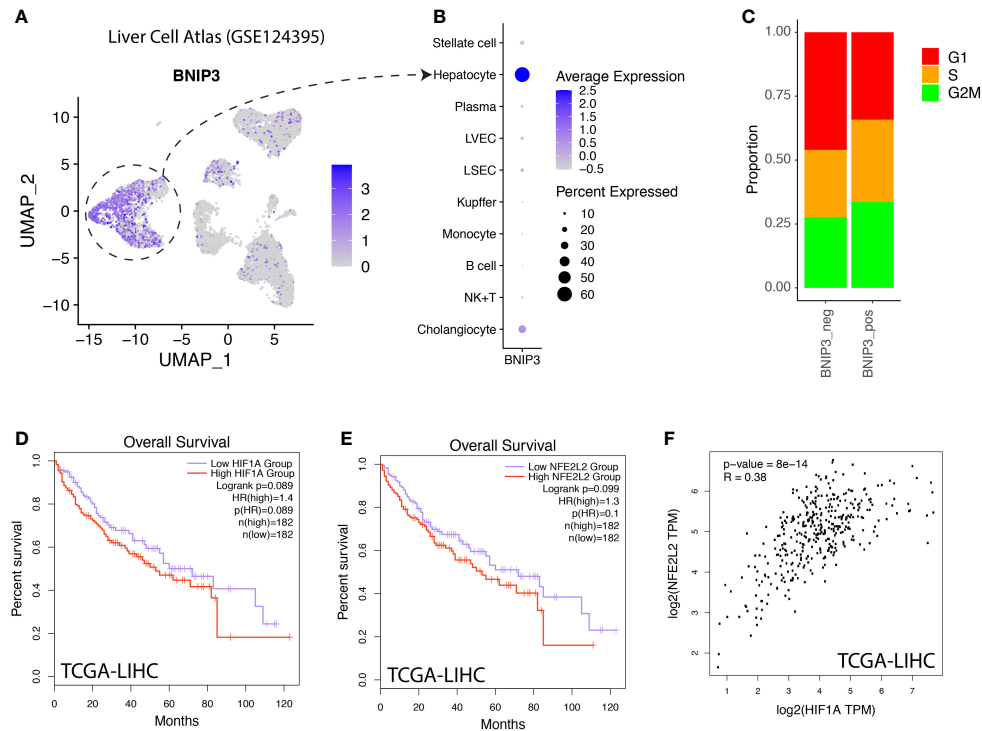 A
Liver Cell Atlas (GSE124395)
BNIP3
UMAP_2
10
5
0
−5
−10
−15
−10
−5
0
5
UMAP_1
3
2
1
0
B
Stellate cell
Hepatocyte
Plasma
LVEC
LSEC
Kupffer
Monocyte
B cell
NK+T
Cholangiocyte
BNIP3
Average Expression
2.5
2.0
1.5
1.0
0.5
0.0
−0.5
Percent Expressed
10
20
30
40
50
60
C
Proportion
1.00
0.75
0.50
0.25
0.00
BNIP3_neg
BNIP3_pos
G1
S
G2M
D
Overall Survival
Low HIF1A Group
High HIF1A Group
Logrank p=0.089
HR(high)=1.4
p(HR)=0.089
n(high)=182
n(low)=182
Percent survival
1.0
0.8
0.6
0.4
0.2
0.0
TCGA-LIHC
0 20 40 60 80 100 120
Months
E
Overall Survival
Low NFE2L2 Group
High NFE2L2 Group
Logrank p=0.099
HR(high)=1.3
p(HR)=0.1
n(high)=182
n(low)=182
Percent survival
1.0
0.8
0.6
0.4
0.2
0.0
TCGA-LIHC
0 20 40 60 80 100 120
Months
F
p-value = 8e−14
R = 0.38
log2(NFE2L2 TPM)
6
5
4
3
2
TCGA-LIHC
1 2 3 4 5 6 7
log2(HIF1A TPM)